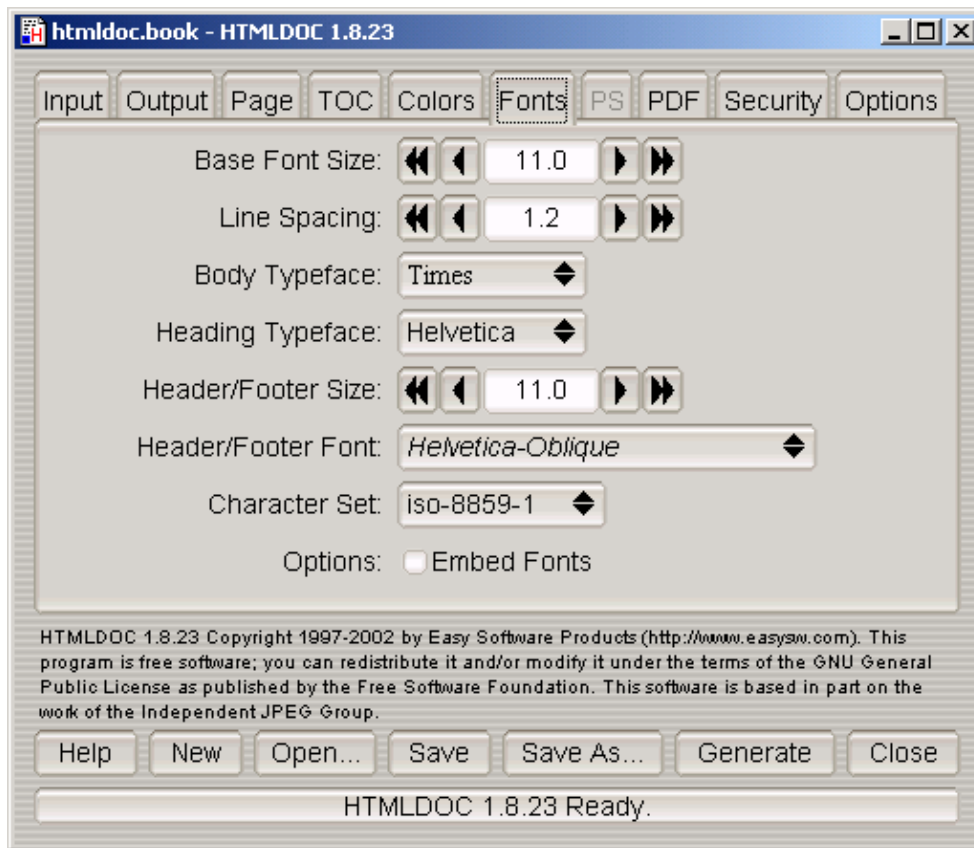 htmldoc.book - HTMLDOC 1.8.23
Input Output Page TOC Colors Fonts PS PDF Security Options
Base Font Size: 11.0
Line Spacing: 1.2
Body Typeface: Times
Heading Typeface: Helvetica
Header/Footer Size: 11.0
Header/Footer Font: Helvetica-Oblique
Character Set: iso-8859-1
Options: Embed Fonts
HTMLDOC 1.8.23 Copyright 1997-2002 by Easy Software Products (http://www.easysw.com). This
program is free software; you can redistribute it and/or modify it under the terms of the GNU General
Public License as published by the Free Software Foundation. This software is based in part on the
work of the Independent JPEG Group.
Help New Open... Save Save As... Generate Close
HTMLDOC 1.8.23 Ready.